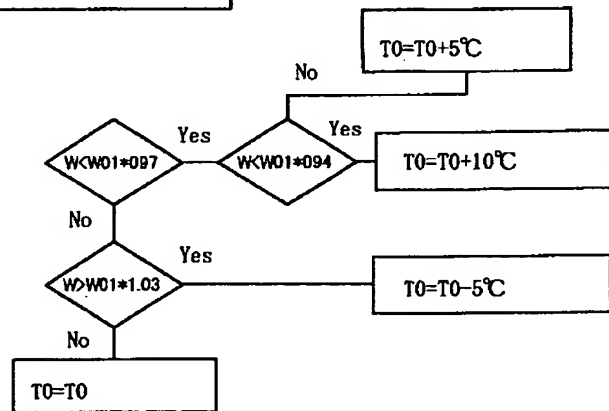 T0=T0+5℃
No
Yes
Yes
W<W01*097
W<W01*094
T0=T0+10℃
No
Yes
W>W01*1.03
T0=T0-5℃
No
T0=T0